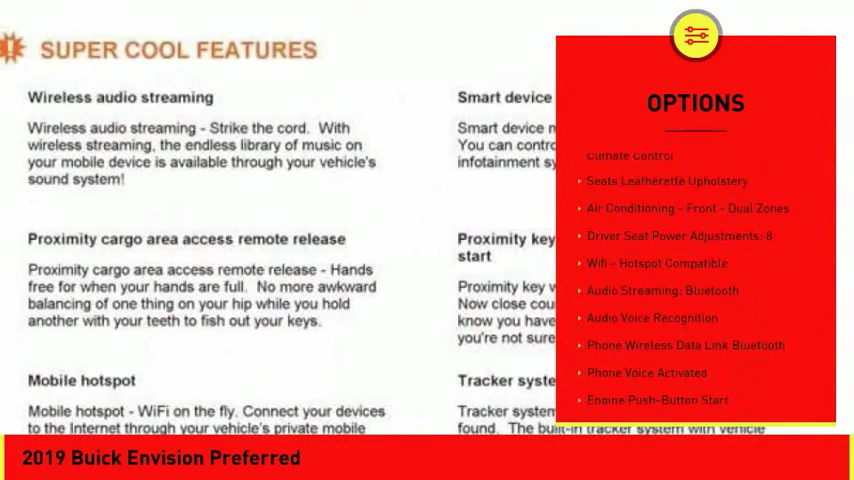 SUPER COOL FEATURES
Wireless audio streaming
Wireless audio streaming - Strike the cord. With
wireless streaming, the endless library of music on
your mobile device is available through your vehicle's
sound system!
Proximity cargo area access remote release
Proximity cargo area access remote release - Hands
free for when your hands are full. No more awkward
balancing of one thing on your hip while you hold
another with your teeth to fish out your keys.
Mobile hotspot
Mobile hotspot - WiFi on the fly. Connect your devices
to the Internet through your vehicle's private mobile
Smart device
Smart device
You can
infotainment
Proximity key
start
Proximity key
Now close
know you have
you're not sure
Tracker
Tracker system
found. The built-in tracker system with vehicle
OPTIONS
Climate Control
Seats Leatherette Upholstery
Air Conditioning - Front - Dual Zones
Driver Seat Power Adjustments: 8
Wifi - Hotspot Compatible
Audio Streaming: Bluetooth
Audio Voice Recognition
Phone Wireless Data Link Bluetooth
Phone Voice Activated
Engine Push-Button Start
2019 Buick Envision Preferred